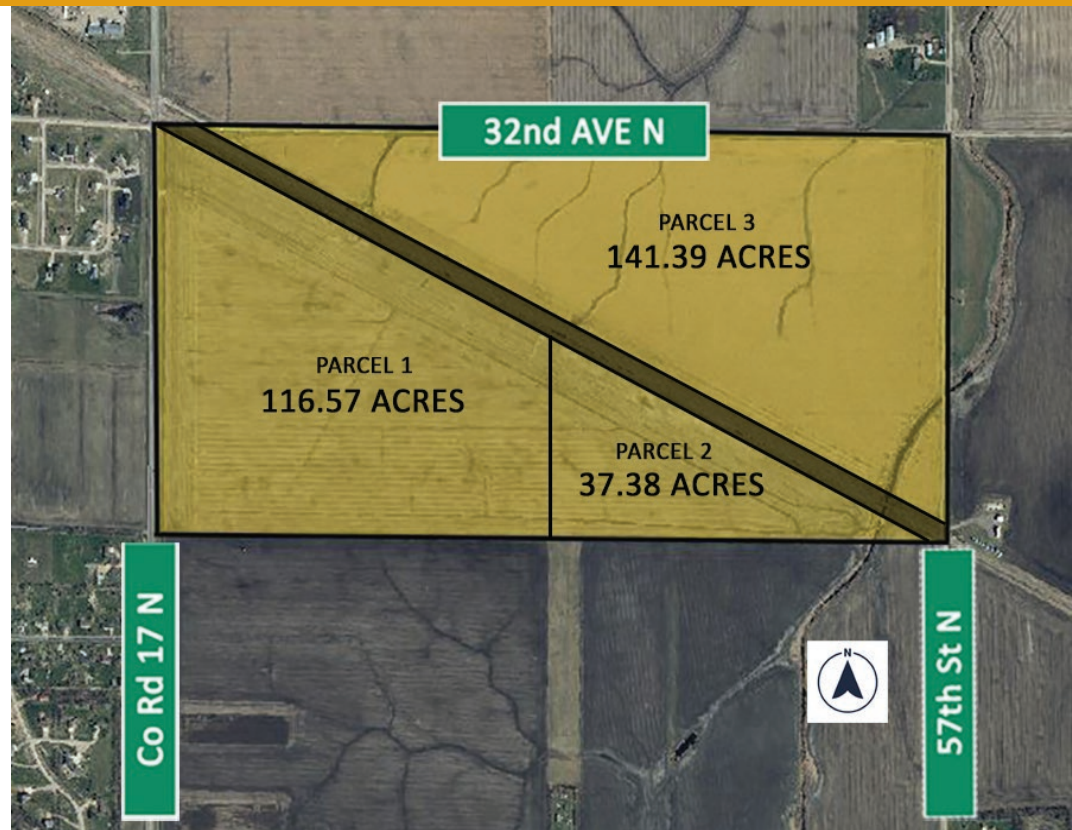 32nd AVE N
PARCEL 3
141.39 ACRES
PARCEL 1
116.57 ACRES
PARCEL 2
37.38 ACRES
Co Rd 17 N
N
57th St N